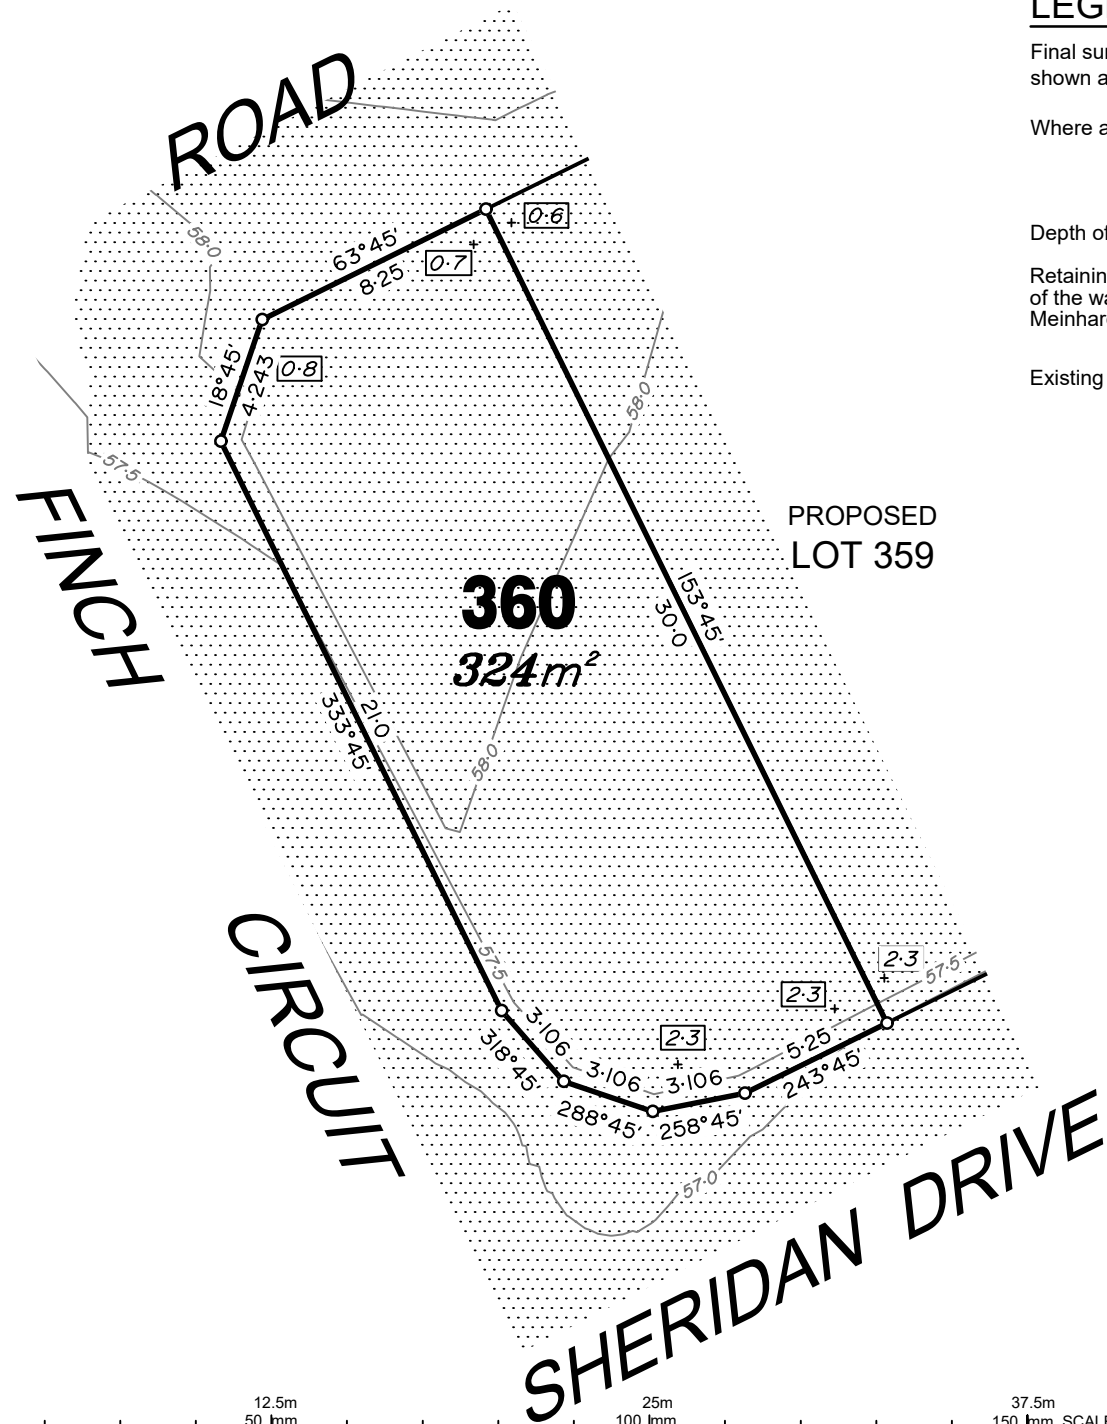 LEG
Final sur
shown a
Where a
Depth of
Retaining
of the wa
Meinhar
Existing
ROAD
58·0
63°45'
8·25
0·6
0·7
18°45'
4·243
0·8
58·0
57·5
FINCH
PROPOSED
LOT 359
360
324m²
153°45'
30·0
333°45'
21·0
58·0
CIRCUIT
57·5
2·3
57·5
2·3
2·3
3·106
318°45'
3·106
288°45'
3·106
258°45'
5·25
243°45'
57·0
SHERIDAN DRIVE
12.5m 25m 37.5m
50 mm 100 mm 150 mm SCAL